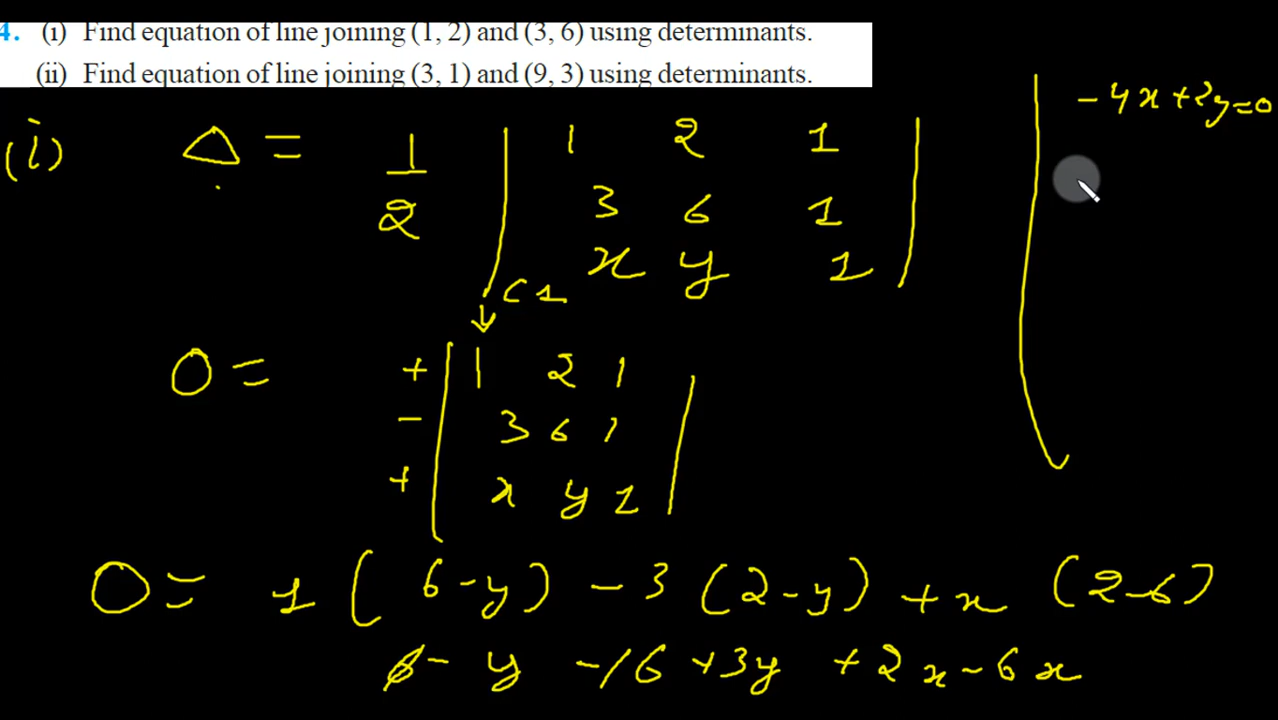 4. (i) Find equation of line joining (1, 2) and (3, 6) using determinants.
(ii) Find equation of line joining (3, 1) and (9, 3) using determinants.
-4x+2y=0
(i) Δ = 1/2 | 1 2 1
3 6 1
x y 1 |
C1
↓
0 = + | 1 2 1
- 3 6 1
+ x y 1 |
0 = 1 (6-y) -3 (2-y) +x (2-6)
6- y -6 +3y +2x-6x